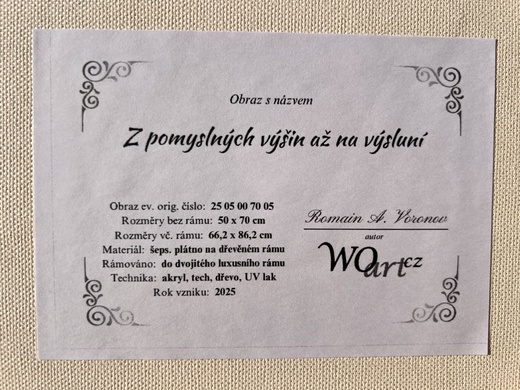 Obraz s názvem
Z pomyslných výšin až na výsluní
Obraz ev. orig. číslo: 25 05 00 70 05
Rozměry bez rámu: 50 x 70 cm
Rozměry vč. rámu: 66,2 x 86,2 cm
Materiál: šeps. plátno na dřevěném rámu
Rámováno: do dvojitého luxusního rámu
Technika: akryl, tech, dřevo, UV lak
Rok vzniku: 2025
Romain A. Voronov
autor
WOartcz